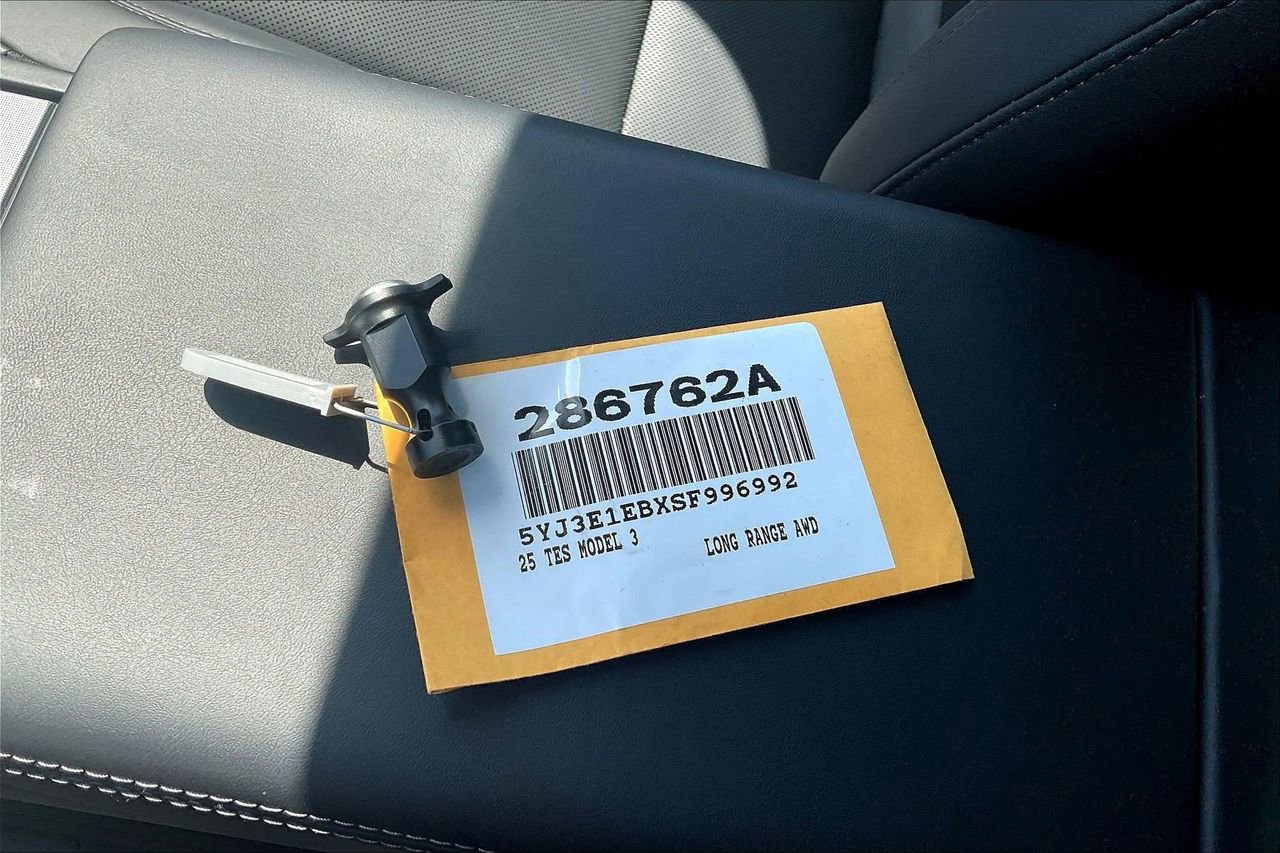 286762A
5YJ3E1EBXSF996992
25 TES MODEL 3 LONG RANGE AWD